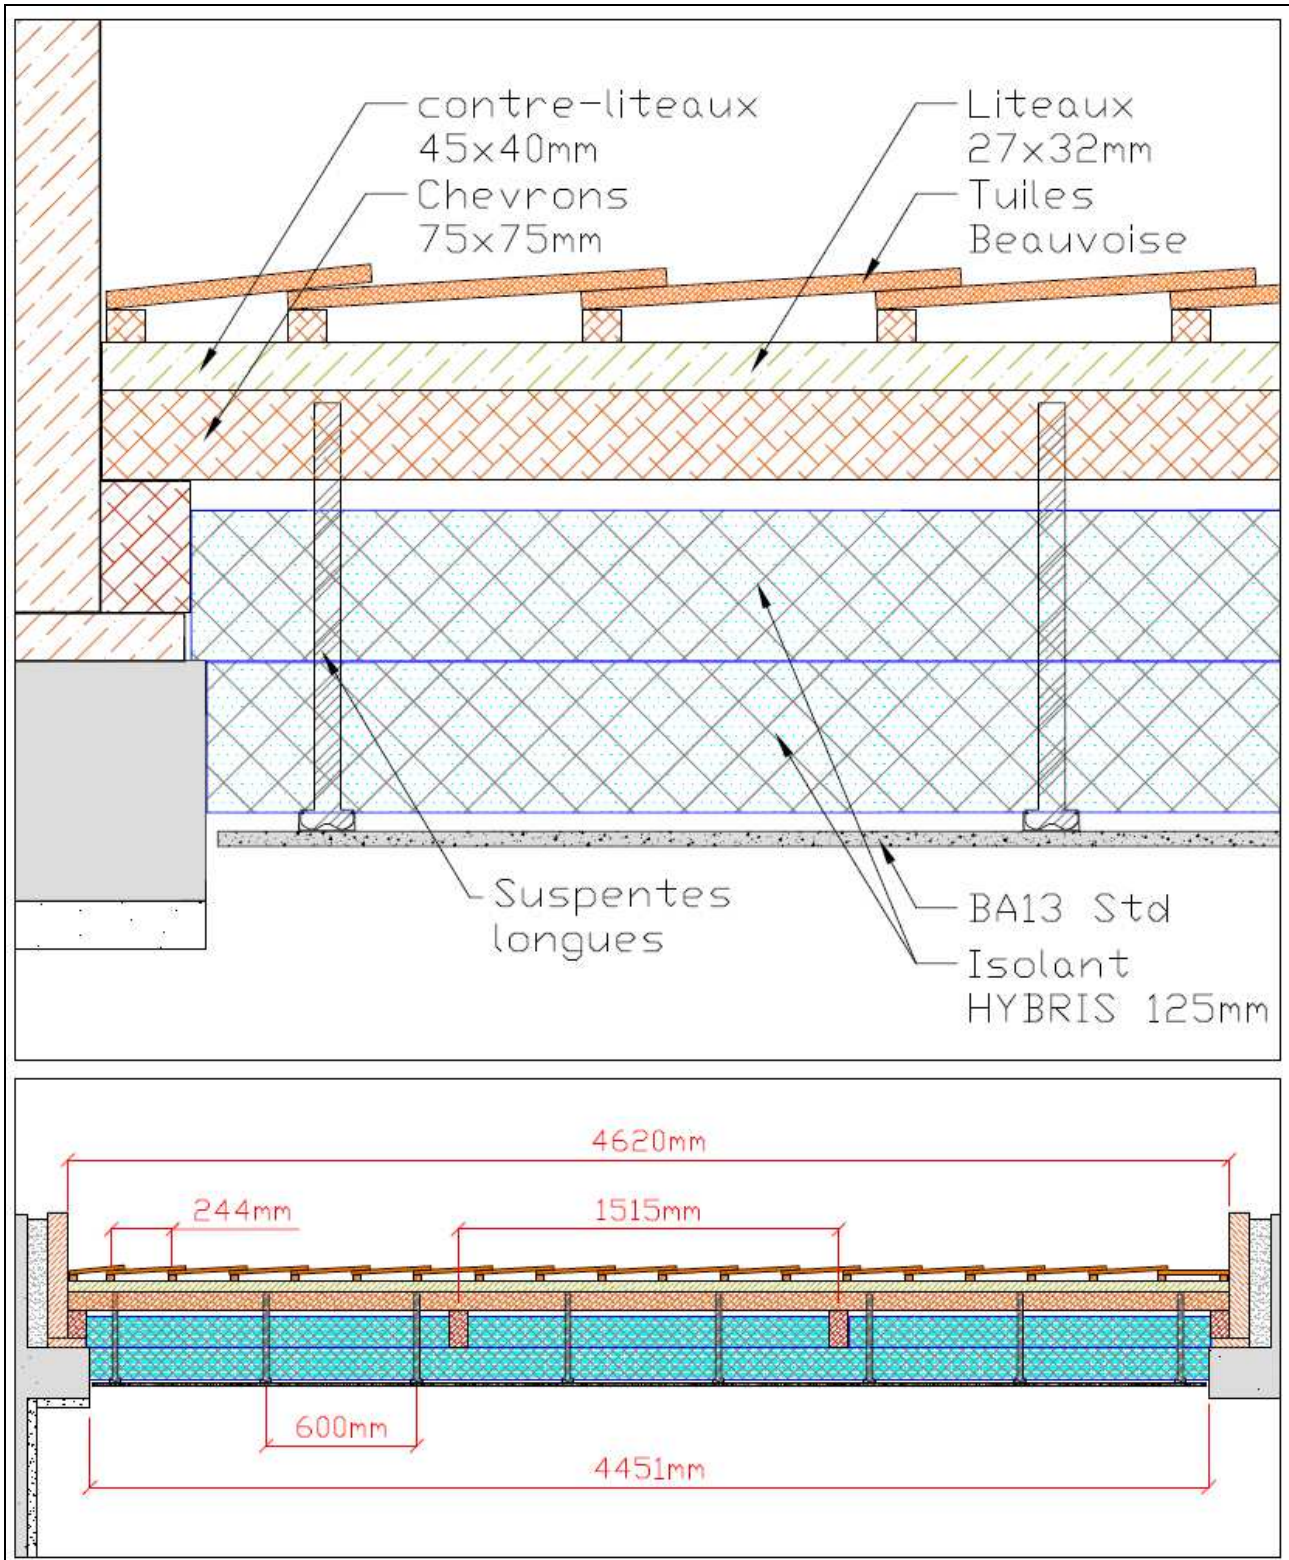 contre-liteaux
45x40mm
Chevrons
75x75mm
Liteaux
27x32mm
Tuiles
Beauvoise
Suspentes
longues
BA13 Std
Isolant
HYBRIS 125mm
4620mm
244mm
1515mm
600mm
4451mm